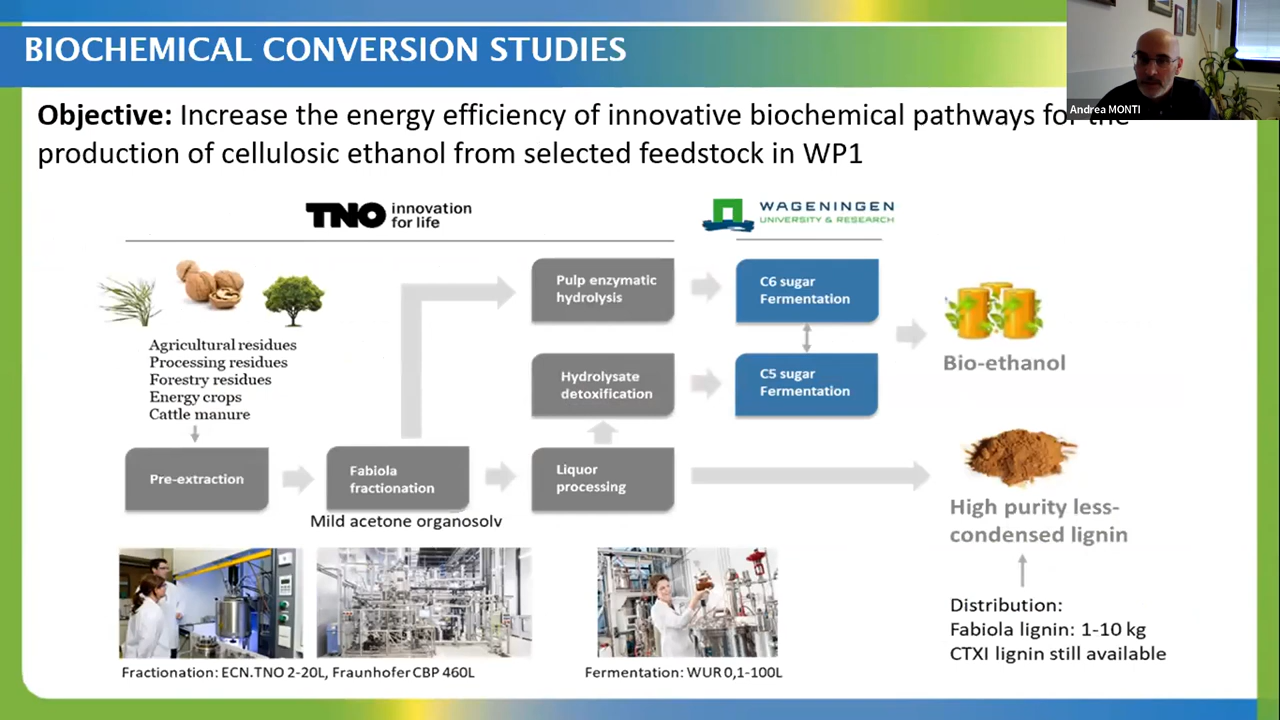 BIOCHEMICAL CONVERSION STUDIES
Andrea MONTI
Objective: Increase the energy efficiency of innovative biochemical pathways for the
production of cellulosic ethanol from selected feedstock in WP1
TNO innovation
for life
WAGENINGEN
UNIVERSITY & RESEARCH
Pulp enzymatic
hydrolysis
C6 sugar
Fermentation
Agricultural residues
Processing residues
Forestry residues
Energy crops
Cattle manure
Hydrolysate
detoxification
C5 sugar
Fermentation
Bio-ethanol
Pre-extraction
Fabiola
fractionation
Liquor
processing
Mild acetone organosolv
High purity less-
condensed lignin
Distribution:
Fabiola lignin: 1-10 kg
CTXI lignin still available
Fractionation: ECN.TNO 2-20L, Fraunhofer CBP 460L
Fermentation: WUR 0,1-100L